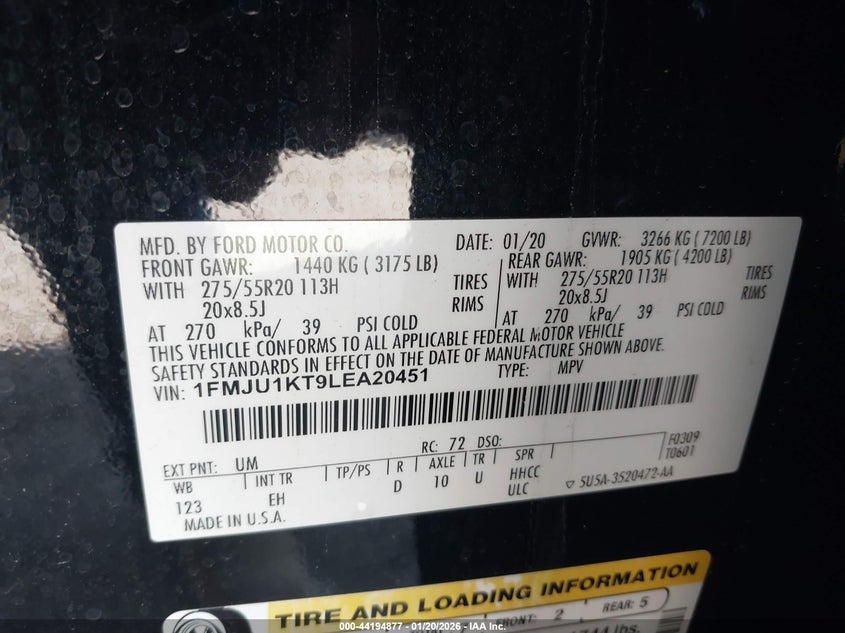 MFD. BY FORD MOTOR CO. DATE: 01/20 GVWR: 3266 KG ( 7200 LB)
FRONT GAWR: 1440 KG ( 3175 LB) REAR GAWR: 1905 KG ( 4200 LB)
WITH 275/55R20 113H TIRES WITH 275/55R20 113H TIRES
20x8.5J RIMS 20x8.5J RIMS
AT 270 kPa/ 39 PSI COLD AT 270 kPa/ 39 PSI COLD
THIS VEHICLE CONFORMS TO ALL APPLICABLE FEDERAL MOTOR VEHICLE
SAFETY STANDARDS IN EFFECT ON THE DATE OF MANUFACTURE SHOWN ABOVE.
VIN: 1FMJU1KT9LEA20451 TYPE: MPV
F0309
T0601
EXT PNT: UM RC: 72 DSO:
WB INT TR TP/PS R AXLE TR SPR
123 EH D 10 U HHCC
ULC
▽ 5U5A-3520472-AA
MADE IN U.S.A.
TIRE AND LOADING INFORMATION
FRONT: 2 REAR: 5
000-44194877 — 01/20/2026 — IAA Inc.